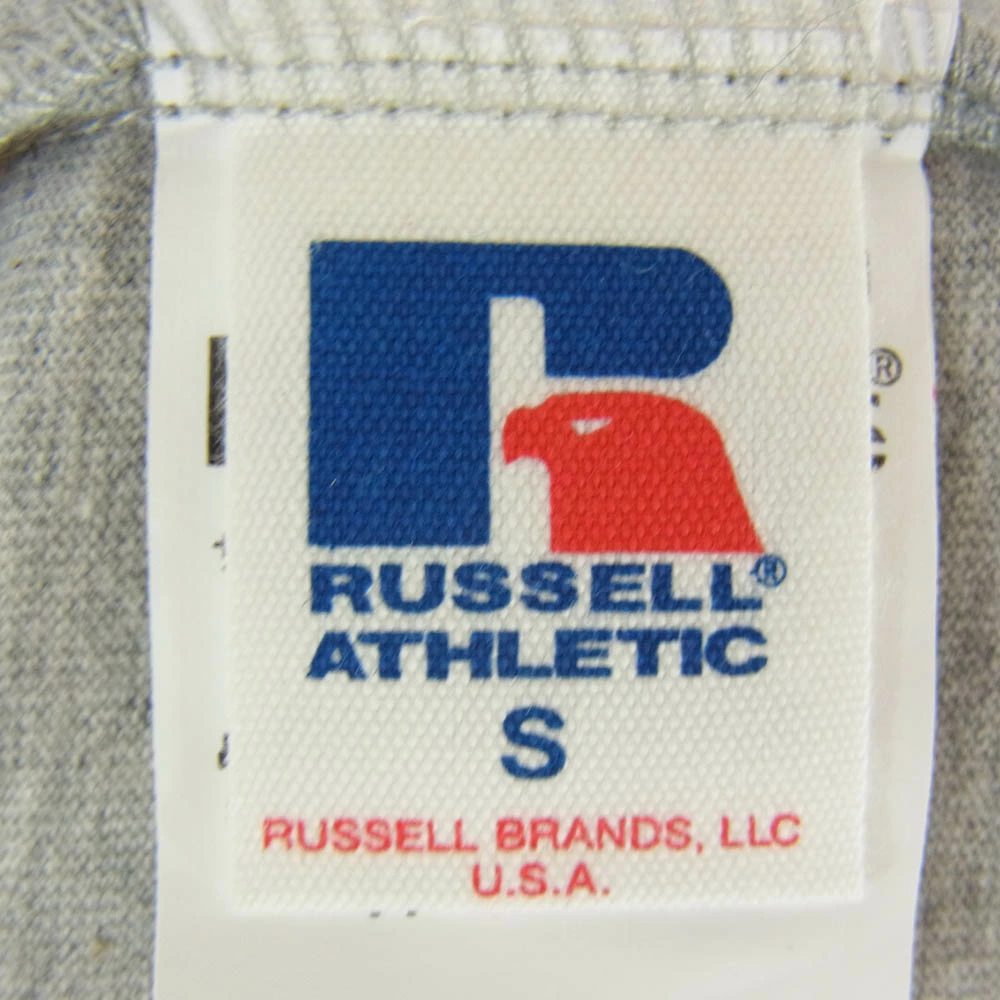 RUSSELL®
ATHLETIC
S
RUSSELL BRANDS, LLC
U.S.A.
®